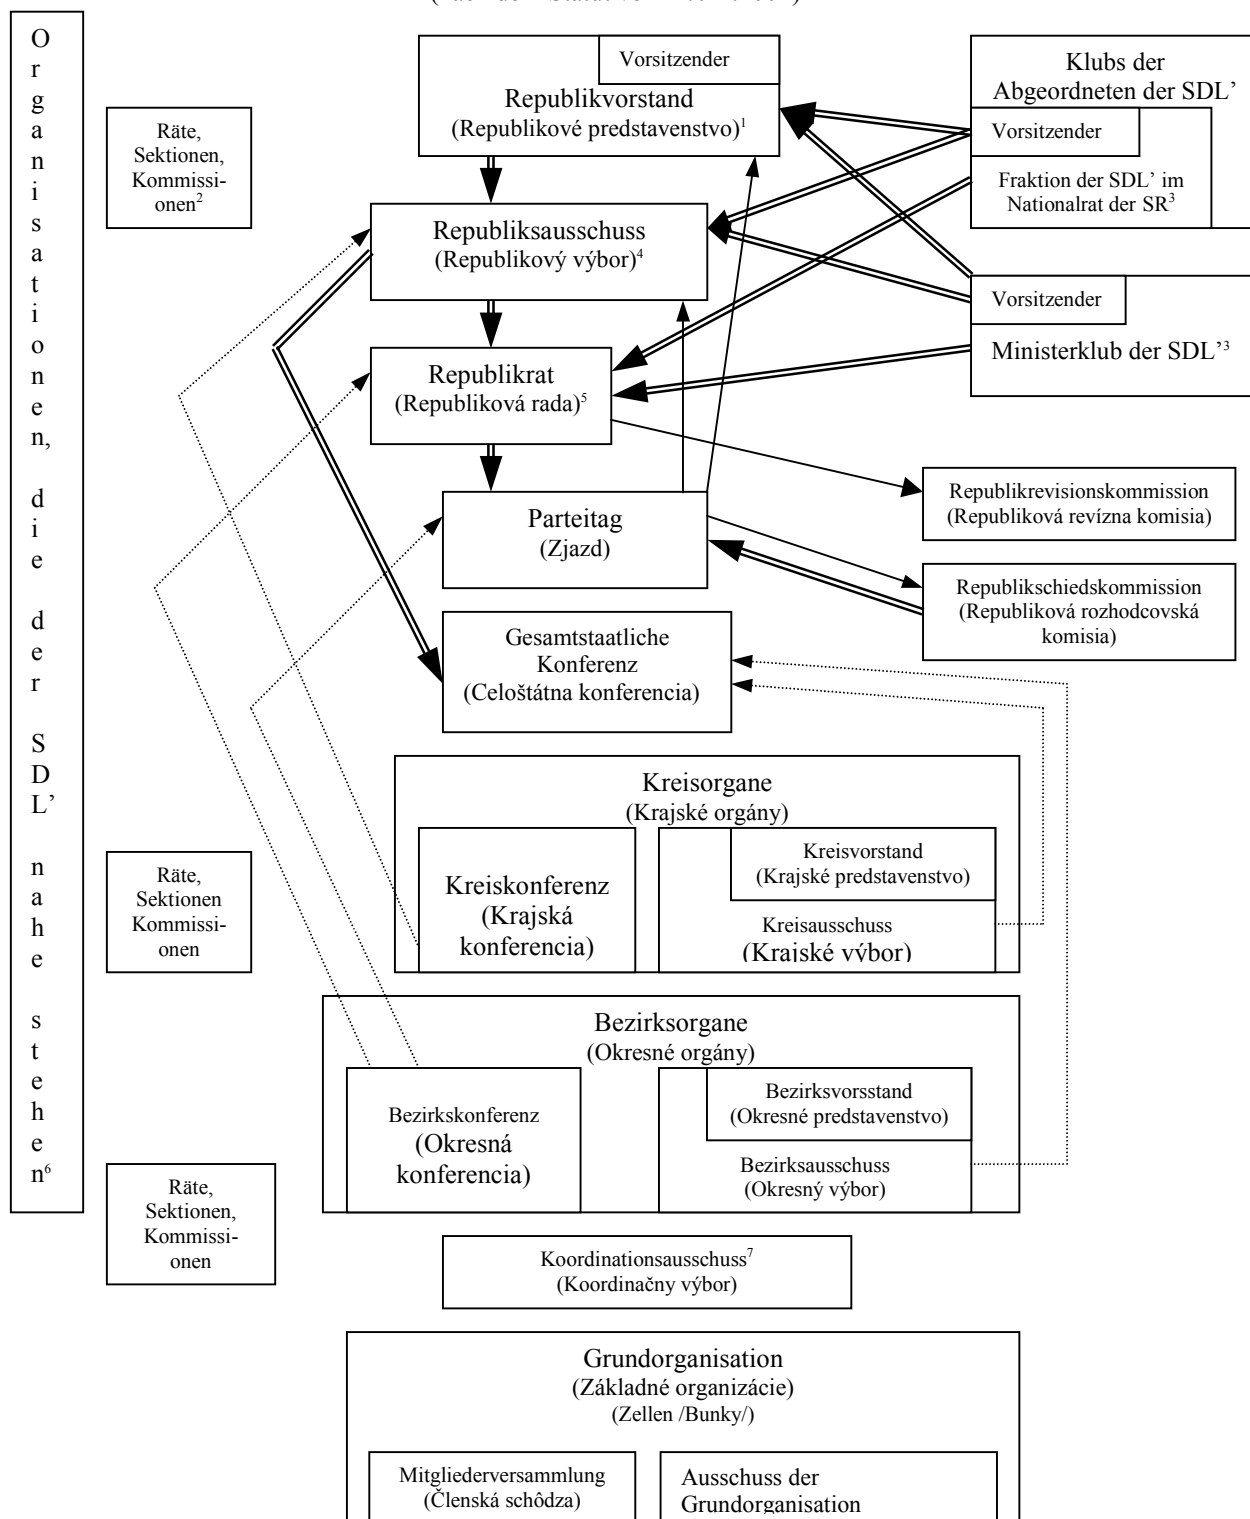 O
r
g
a
n
i
s
a
t
i
o
n
e
n,
d
i
e
d
e
r
S
D
L’
n
a
h
e
s
t
e
h
e
n⁶
Vorsitzender
Republikvorstand
(Republikové predstavenstvo)¹
Klubs der
Abgeordneten der SDL’
Vorsitzender
Fraktion der SDL’ im
Nationalrat der SR³
Räte,
Sektionen,
Kommissi-
onen²
Republiksausschuss
(Republikový výbor)⁴
Vorsitzender
Ministerklub der SDL’³
Republikrat
(Republiková rada)⁵
Republikrevisionskommission
(Republiková revízna komisia)
Parteitag
(Zjazd)
Republikschiedskommission
(Republiková rozhodcovská
komisia)
Gesamtstaatliche
Konferenz
(Celoštátna konferencia)
Kreisorgane
(Krajské orgány)
Räte,
Sektionen
Kommissi-
onen
Kreiskonferenz
(Krajská
konferencia)
Kreisvorstand
(Krajské predstavenstvo)
Kreisausschuss
(Krajské výbor)
Bezirksorgane
(Okresné orgány)
Bezirkskonferenz
(Okresná
konferencia)
Bezirksvorsstand
(Okresné predstavenstvo)
Bezirksausschuss
(Okresný výbor)
Räte,
Sektionen,
Kommissi-
onen
Koordinationsausschuss⁷
(Koordinačny výbor)
Grundorganisation
(Základné organizácie)
(Zellen /Bunky/)
Mitgliederversammlung
(Členská schôdza)
Ausschuss der
Grundorganisation